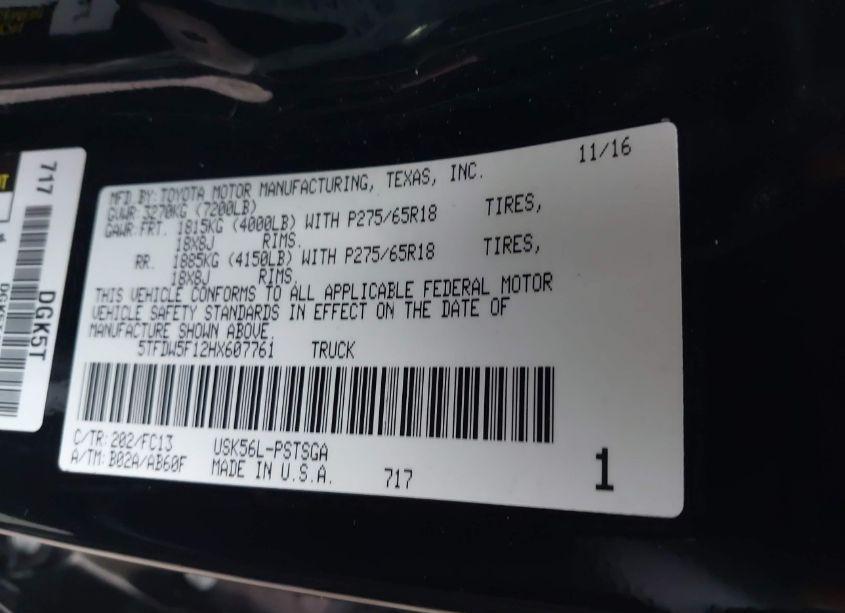 11/16
MFD.BY: TOYOTA MOTOR MANUFACTURING, TEXAS, INC.
GVWR: 3270KG (7200LB)
GAWR: FRT. 1815KG (4000LB) WITH P275/65R18 TIRES,
18X8J RIMS.
RR. 1885KG (4150LB) WITH P275/65R18 TIRES,
18X8J RIMS.
THIS VEHICLE CONFORMS TO ALL APPLICABLE FEDERAL MOTOR
VEHICLE SAFETY STANDARDS IN EFFECT ON THE DATE OF
MANUFACTURE SHOWN ABOVE.
5TFDW5F12HX607761 TRUCK
C/TR: 202/FC13 USK56L-PSTSGA
A/TM: B02A/AB60F MADE IN U.S.A. 717
1
717
DGK5T